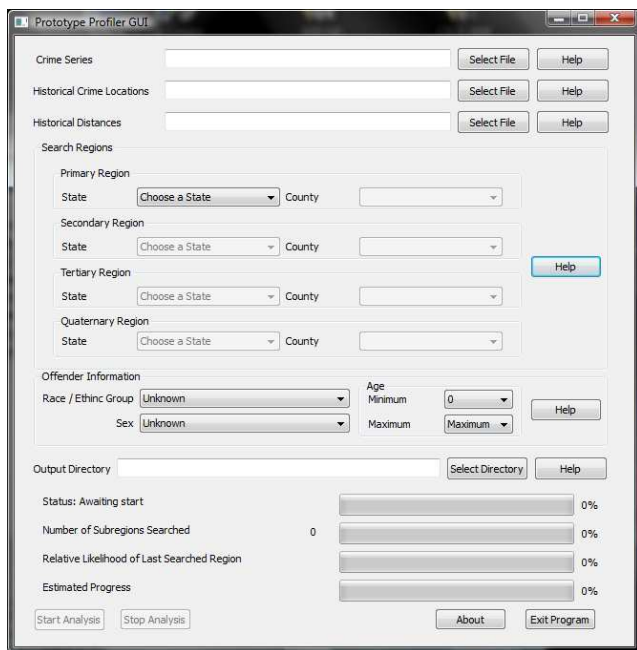 Prototype Profiler GUI
Crime Series Select File Help
Historical Crime Locations Select File Help
Historical Distances Select File Help
Search Regions
Primary Region
State Choose a State County
Secondary Region
State Choose a State County
Help
Tertiary Region
State Choose a State County
Quaternary Region
State Choose a State County
Offender Information
Race / Ethinc Group Unknown
Sex Unknown
Age
Minimum 0
Maximum Maximum
Help
Output Directory Select Directory Help
Status: Awaiting start 0%
Number of Subregions Searched 0 0%
Relative Likelihood of Last Searched Region 0%
Estimated Progress 0%
Start Analysis Stop Analysis About Exit Program